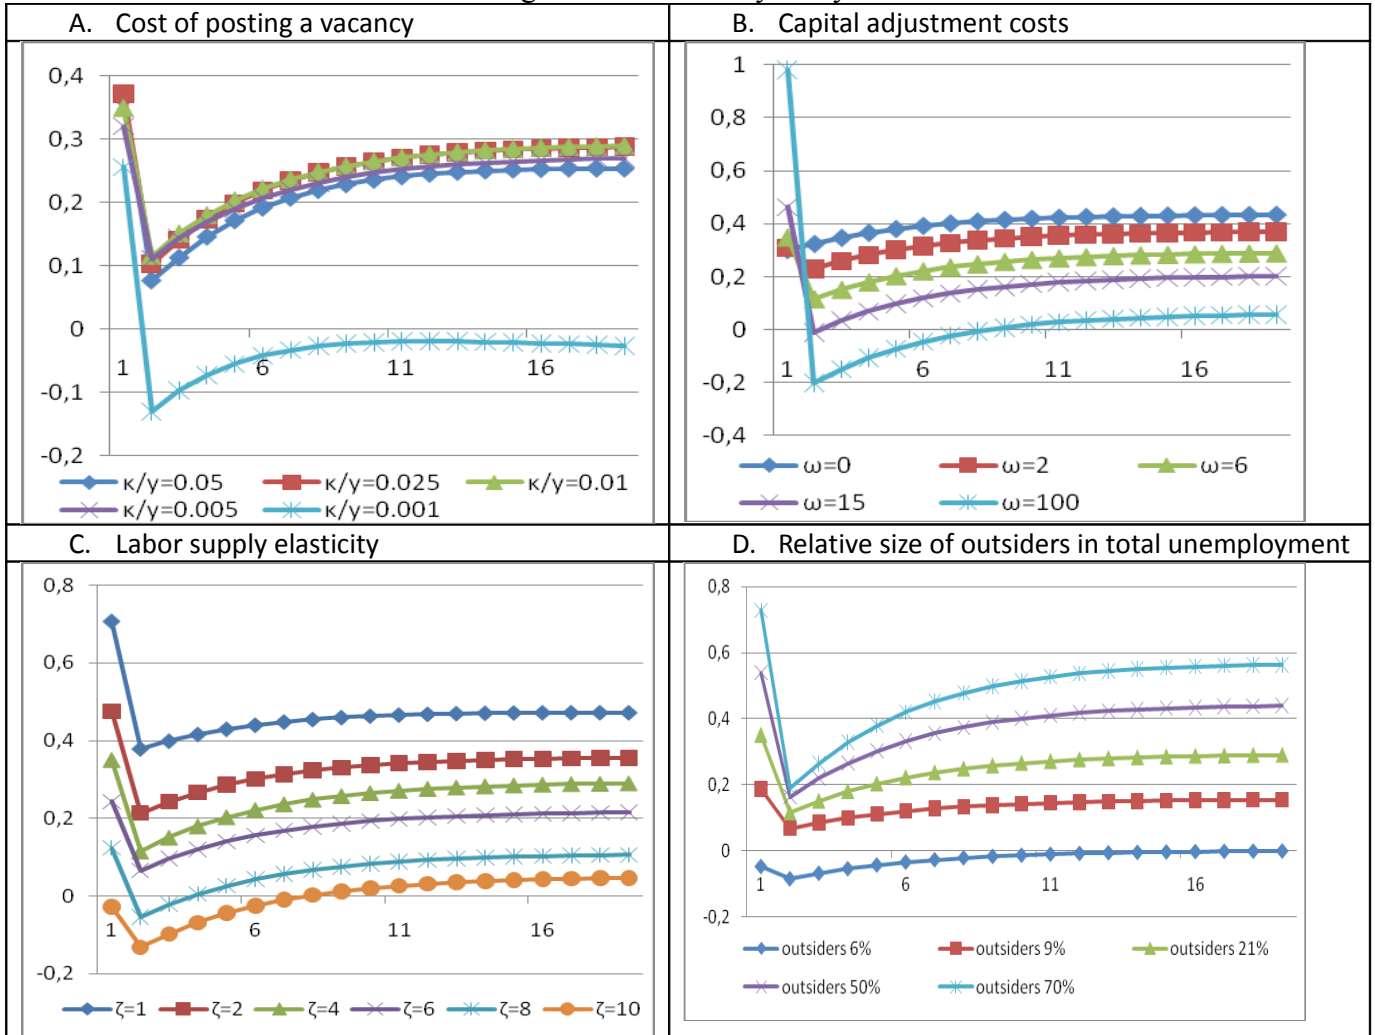 A. Cost of posting a vacancy
0,4
0,3
0,2
0,1
0
-0,1
-0,2
1 6 11 16
κ/y=0.05 κ/y=0.025 κ/y=0.01
κ/y=0.005 κ/y=0.001
B. Capital adjustment costs
1
0,8
0,6
0,4
0,2
0
-0,2
-0,4
1 6 11 16
ω=0 ω=2 ω=6
ω=15 ω=100
C. Labor supply elasticity
0,8
0,6
0,4
0,2
0
-0,2
1 6 11 16
ζ=1 ζ=2 ζ=4 ζ=6 ζ=8 ζ=10
D. Relative size of outsiders in total unemployment
0,8
0,6
0,4
0,2
0
-0,2
1 6 11 16
outsiders 6% outsiders 9% outsiders 21%
outsiders 50% outsiders 70%